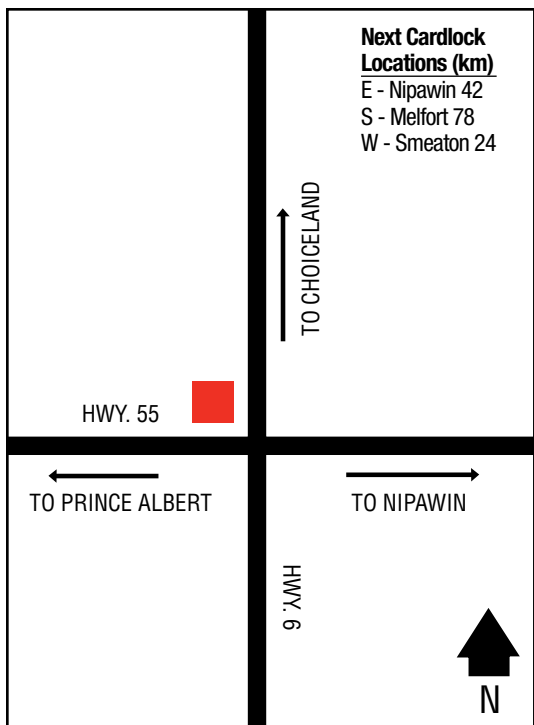 Next Cardlock
Locations (km)
E - Nipawin 42
S - Melfort 78
W - Smeaton 24
TO CHOICELAND
HWY. 55
TO PRINCE ALBERT
TO NIPAWIN
HWY. 6
N